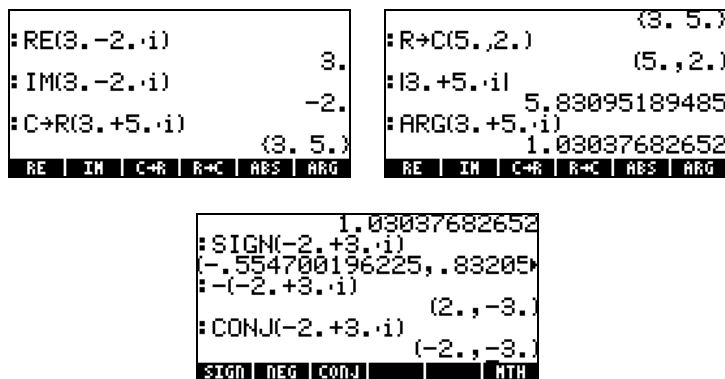 :RE(3.-2.·i)
3.
:IM(3.-2.·i)
-2.
:C→R(3.+5.·i)
{3. 5.}
RE IM C→R R→C ABS ARG
{3. 5.}
:R→C(5.,2.)
(5.,2.)
:|3.+5.·i|
5.83095189485
:ARG(3.+5.·i)
1.03037682652
RE IM C→R R→C ABS ARG
1.03037682652
:SIGN(-2.+3.·i)
(-.554700196225,.83205▶
:-(-2.+3.·i)
(2.,-3.)
:CONJ(-2.+3.·i)
(-2.,-3.)
SIGN NEG CONJ MTH